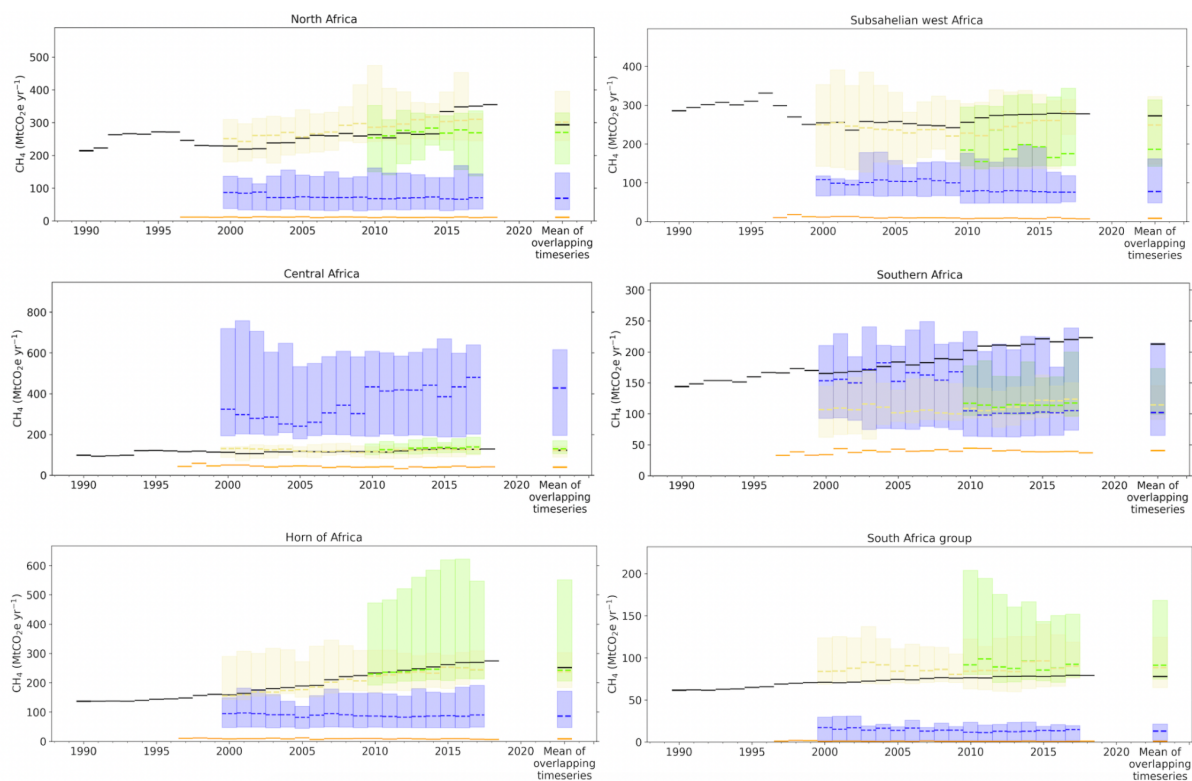 North Africa
CH₄ (MtCO₂e yr⁻¹)
500
400
300
200
100
0
1990 1995 2000 2005 2010 2015 2020 Mean of
overlapping
timeseries
Subsahelian west Africa
CH₄ (MtCO₂e yr⁻¹)
400
300
200
100
0
1990 1995 2000 2005 2010 2015 2020 Mean of
overlapping
timeseries
Central Africa
CH₄ (MtCO₂e yr⁻¹)
800
600
400
200
0
1990 1995 2000 2005 2010 2015 2020 Mean of
overlapping
timeseries
Southern Africa
CH₄ (MtCO₂e yr⁻¹)
300
250
200
150
100
50
0
1990 1995 2000 2005 2010 2015 2020 Mean of
overlapping
timeseries
Horn of Africa
CH₄ (MtCO₂e yr⁻¹)
600
500
400
300
200
100
0
1990 1995 2000 2005 2010 2015 2020 Mean of
overlapping
timeseries
South Africa group
CH₄ (MtCO₂e yr⁻¹)
200
150
100
50
0
1990 1995 2000 2005 2010 2015 2020 Mean of
overlapping
timeseries